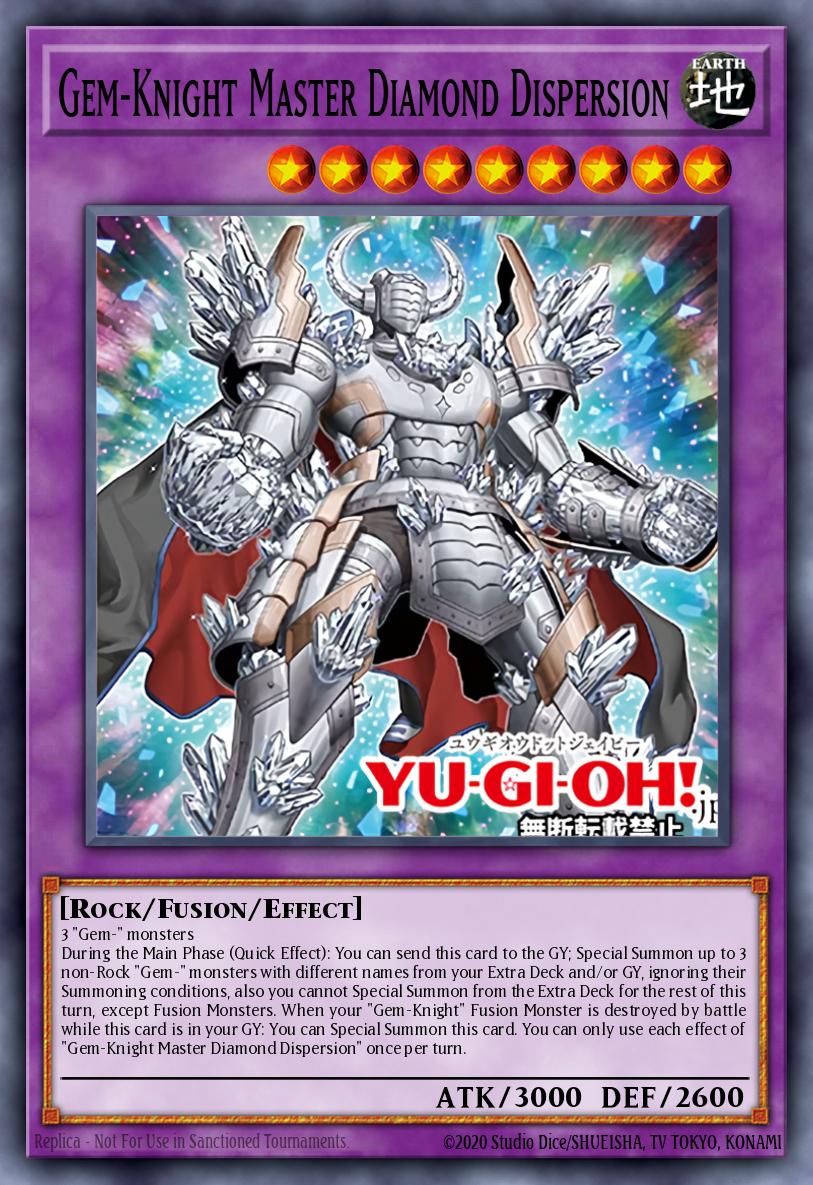 GEM-KNIGHT MASTER DIAMOND DISPERSION
EARTH
地
ユウギオウドットジェイピー
YU-GI-OH!
.jp
無断転載禁止
[ROCK/FUSION/EFFECT]
3 "Gem-" monsters
During the Main Phase (Quick Effect): You can send this card to the GY; Special Summon up to 3
non-Rock "Gem-" monsters with different names from your Extra Deck and/or GY, ignoring their
Summoning conditions, also you cannot Special Summon from the Extra Deck for the rest of this
turn, except Fusion Monsters. When your "Gem-Knight" Fusion Monster is destroyed by battle
while this card is in your GY: You can Special Summon this card. You can only use each effect of
"Gem-Knight Master Diamond Dispersion" once per turn.
ATK/3000 DEF/2600
Replica - Not For Use in Sanctioned Tournaments.
©2020 Studio Dice/SHUEISHA, TV TOKYO, KONAMI